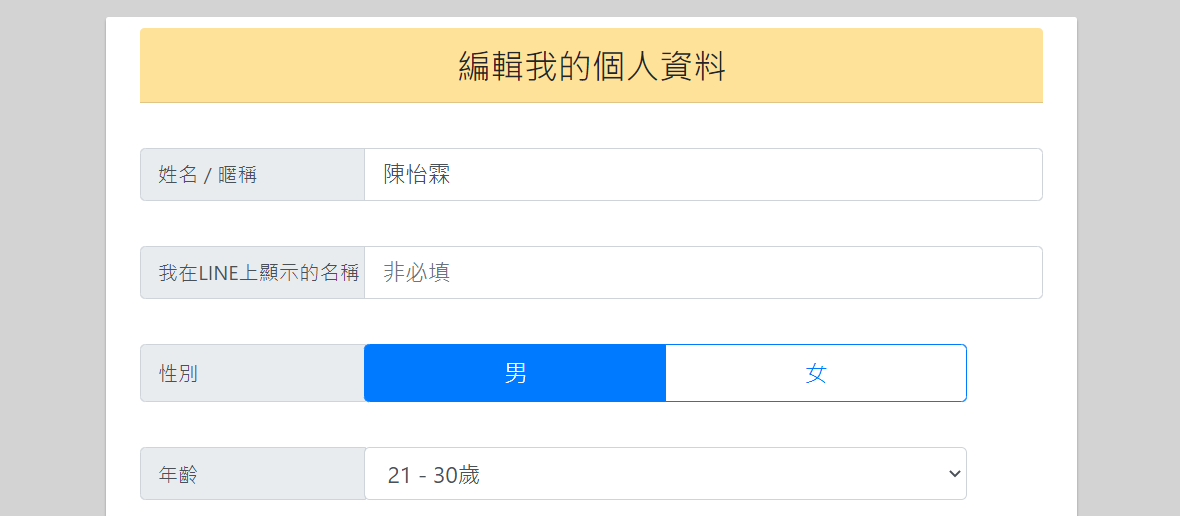 編輯我的個人資料
姓名 / 暱稱 陳怡霖
我在LINE上顯示的名稱 非必填
性別 男 女
年齡 21 - 30歲